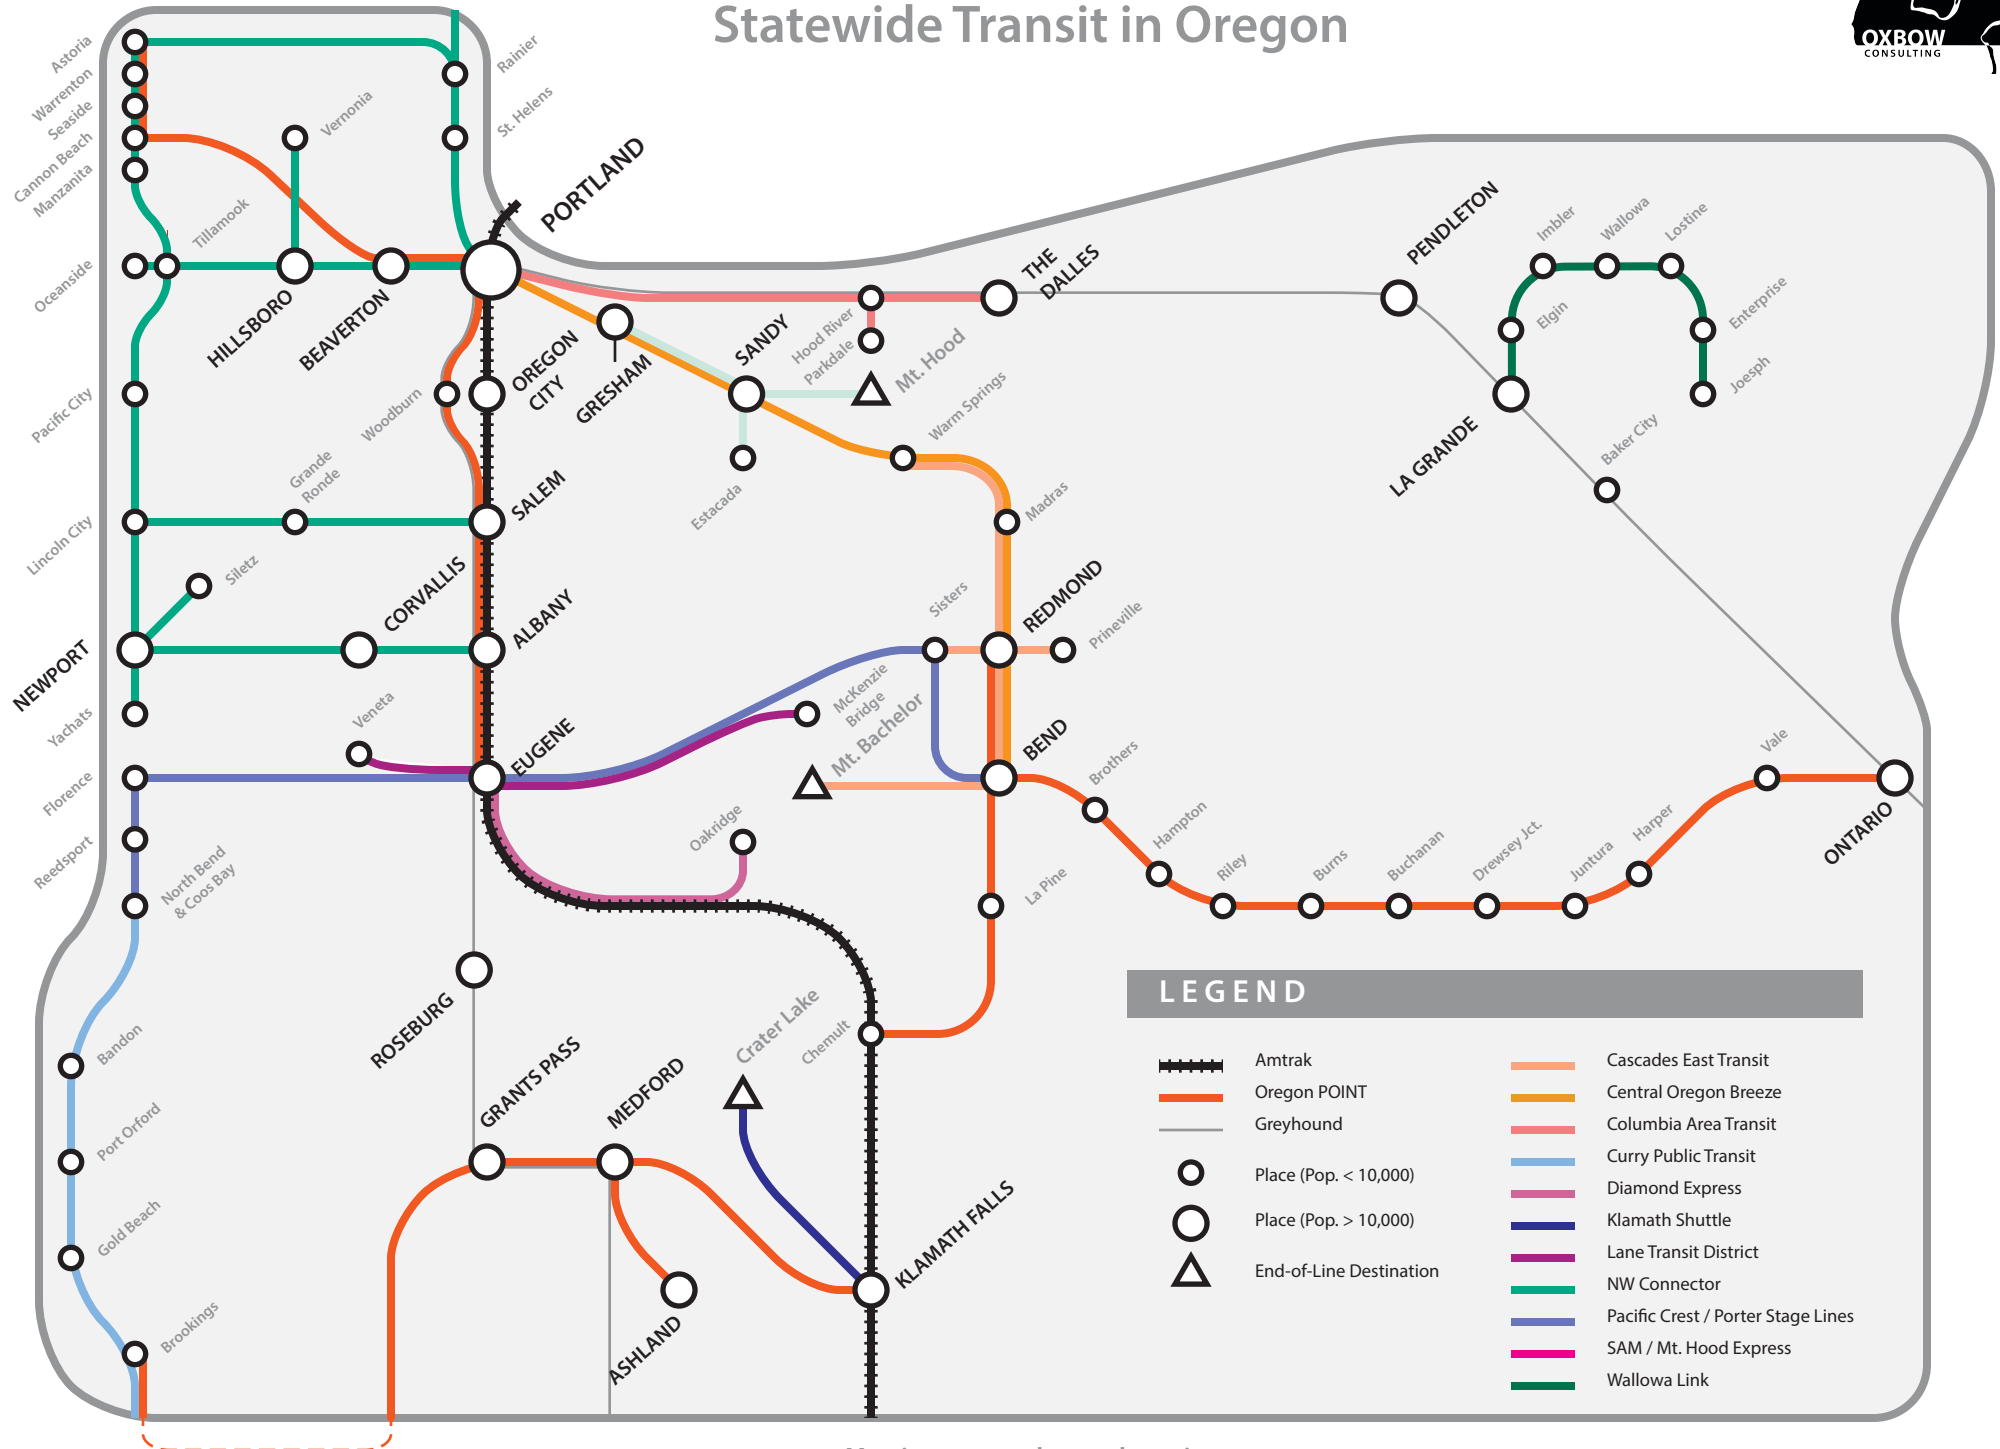 Statewide Transit in Oregon
OXBOW
CONSULTING
Astoria
Warrenton
Seaside
Cannon Beach
Manzanita
Rainier
St. Helens
Vernonia
PORTLAND
Tillamook
Oceanside
HILLSBORO
BEAVERTON
THE
DALLES
PENDLETON
Imbler
Wallowa
Lostine
Elgin
Enterprise
Joesph
OREGON
CITY
GRESHAM
SANDY
Hood River
Parkdale
Mt. Hood
Warm Springs
Pacific City
Woodburn
Grande
Ronde
LA GRANDE
Baker City
Estacada
Madras
Lincoln City
SALEM
Siletz
CORVALLIS
ALBANY
Sisters
REDMOND
Prineville
NEWPORT
Yachats
Veneta
McKenzie
Bridge
Mt. Bachelor
EUGENE
BEND
Brothers
Vale
Florence
Reedsport
North Bend
& Coos Bay
Oakridge
Hampton
Riley
Burns
Buchanan
Drewsey Jct.
Juntura
Harper
ONTARIO
La Pine
Bandon
ROSEBURG
Crater Lake
Chemult
Port Orford
GRANTS PASS
MEDFORD
Gold Beach
KLAMATH FALLS
Brookings
ASHLAND
LEGEND
Amtrak
Oregon POINT
Greyhound
Place (Pop. < 10,000)
Place (Pop. > 10,000)
End-of-Line Destination
Cascades East Transit
Central Oregon Breeze
Columbia Area Transit
Curry Public Transit
Diamond Express
Klamath Shuttle
Lane Transit District
NW Connector
Pacific Crest / Porter Stage Lines
SAM / Mt. Hood Express
Wallowa Link